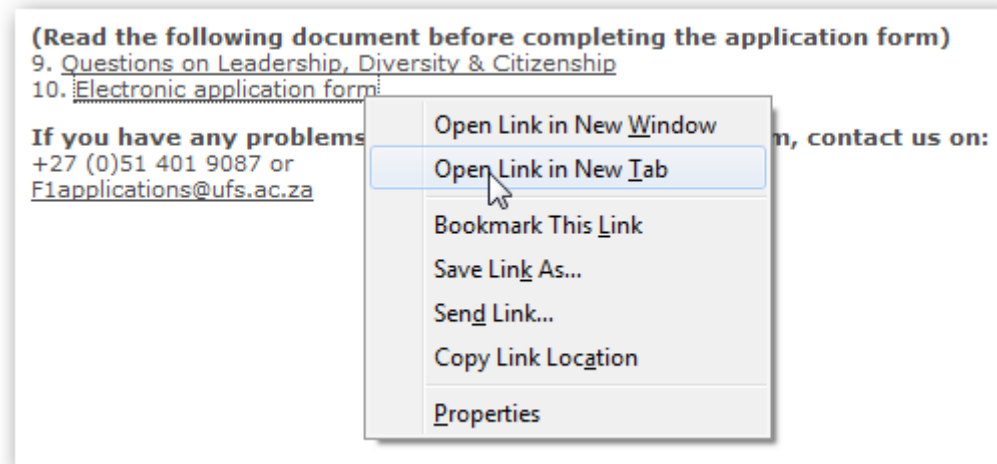 (Read the following document before completing the application form)
9. Questions on Leadership, Diversity & Citizenship
10. Electronic application form
If you have any problems m, contact us on:
+27 (0)51 401 9087 or
F1applications@ufs.ac.za
Open Link in New Window
Open Link in New Tab
Bookmark This Link
Save Link As...
Send Link...
Copy Link Location
Properties